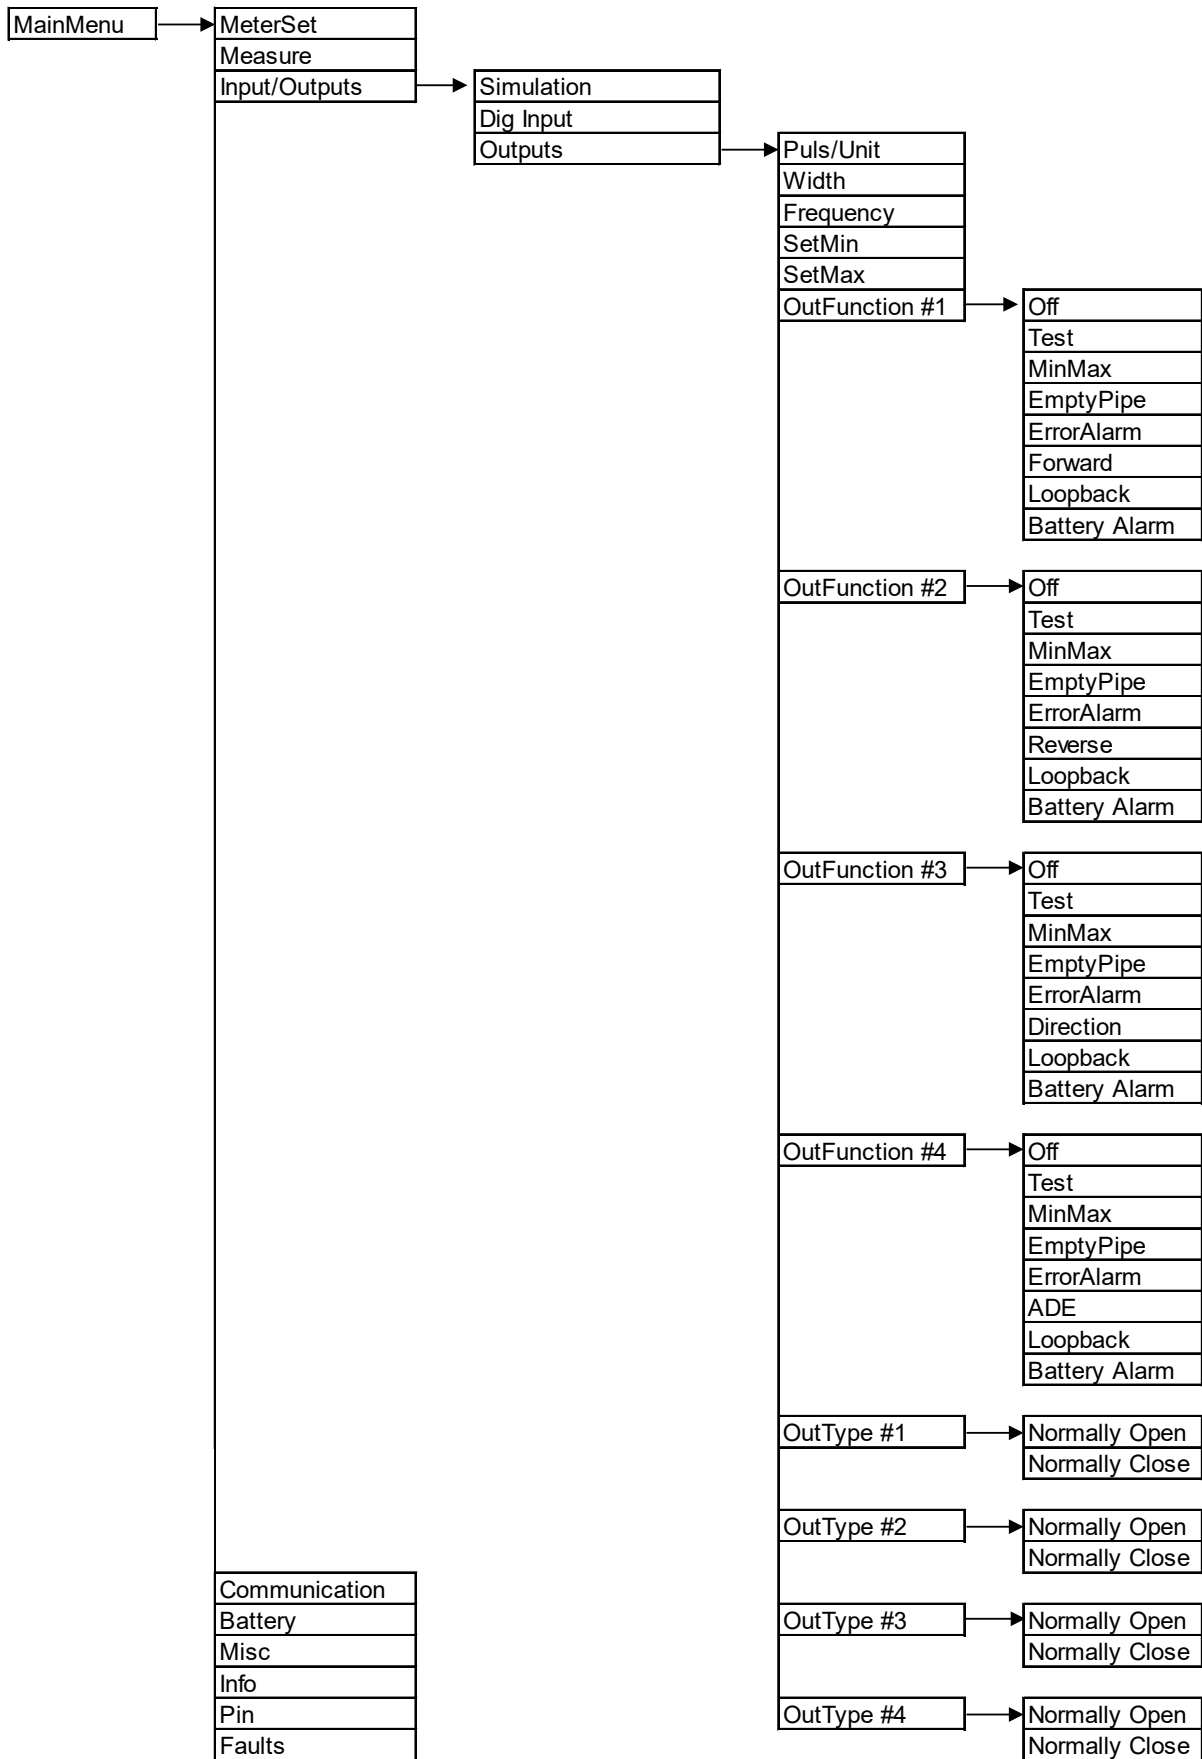 MainMenu
MeterSet
Measure
Input/Outputs
Simulation
Dig Input
Outputs
Puls/Unit
Width
Frequency
SetMin
SetMax
OutFunction #1
Off
Test
MinMax
EmptyPipe
ErrorAlarm
Forward
Loopback
Battery Alarm
OutFunction #2
Off
Test
MinMax
EmptyPipe
ErrorAlarm
Reverse
Loopback
Battery Alarm
OutFunction #3
Off
Test
MinMax
EmptyPipe
ErrorAlarm
Direction
Loopback
Battery Alarm
OutFunction #4
Off
Test
MinMax
EmptyPipe
ErrorAlarm
ADE
Loopback
Battery Alarm
OutType #1
Normally Open
Normally Close
OutType #2
Normally Open
Normally Close
OutType #3
Normally Open
Normally Close
OutType #4
Normally Open
Normally Close
Communication
Battery
Misc
Info
Pin
Faults